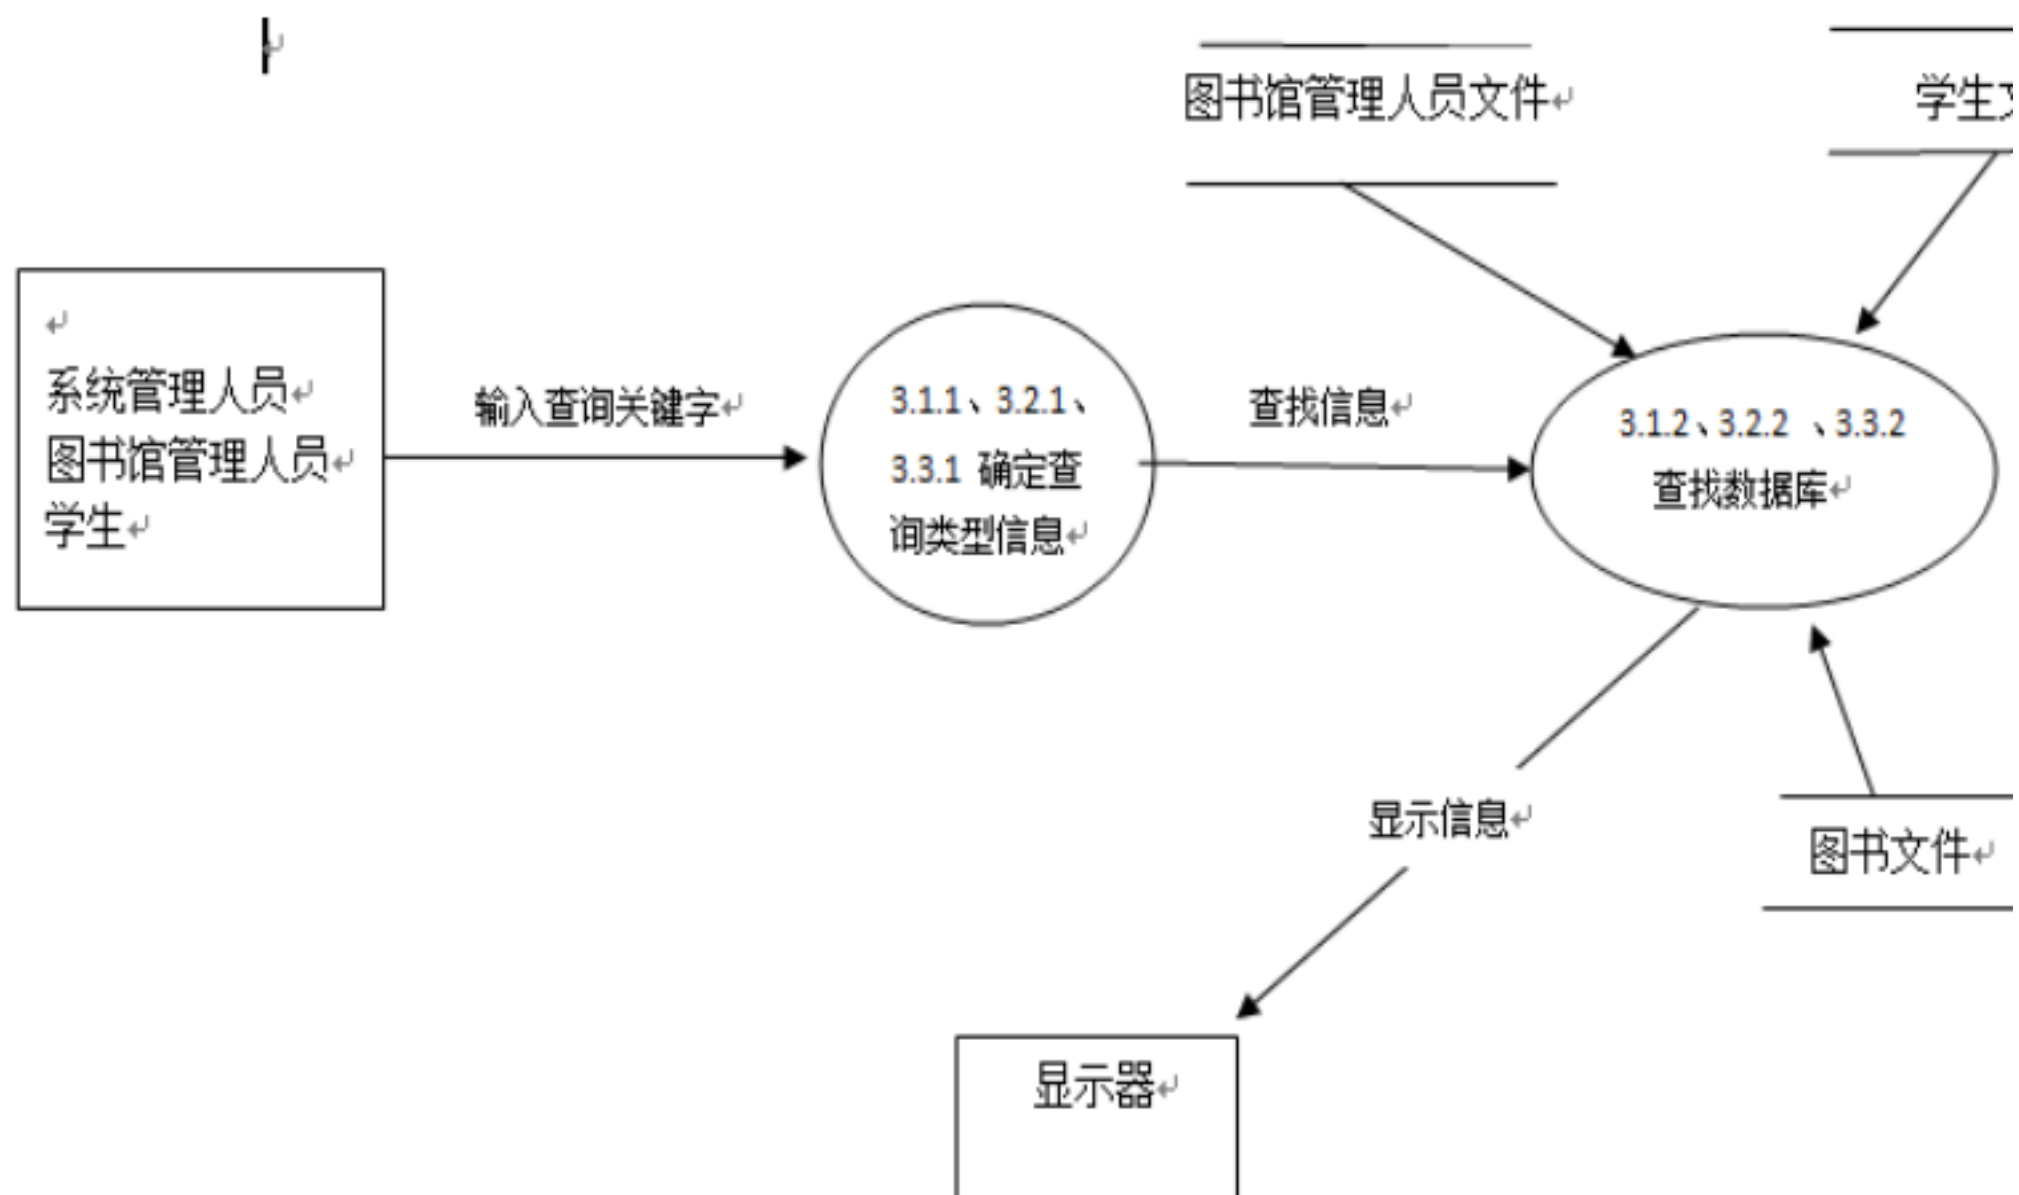 图书馆管理人员文件
学生
系统管理人员
图书馆管理人员
学生
输入查询关键字
3.1.1、3.2.1、
3.3.1 确定查
询类型信息
查找信息
3.1.2、3.2.2 、3.3.2
查找数据库
显示信息
图书文件
显示器